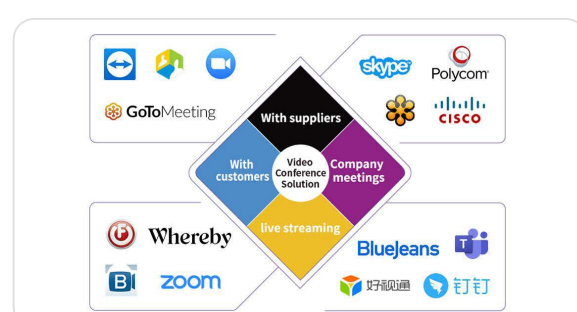 GoToMeeting
skype
Polycom
CISCO
With suppliers
With
customers
Video
Conference
Solution
Company
meetings
live streaming
Whereby
B
zoom
BlueJeans
T
好视通
钉钉